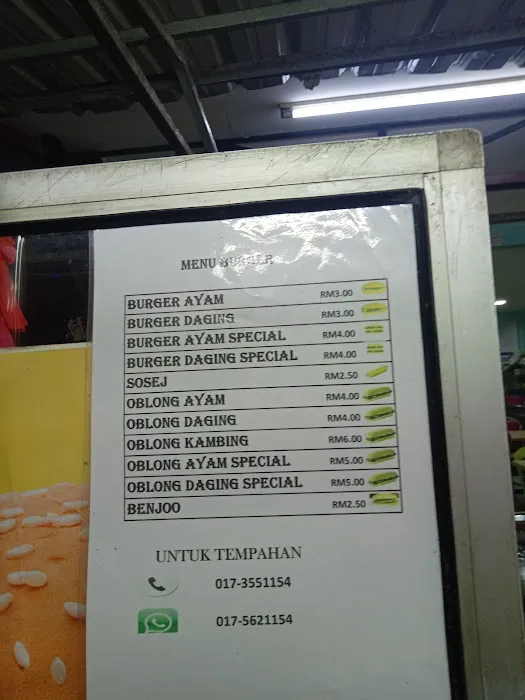 MENU BURGER
BURGER AYAM RM3.00
BURGER DAGING RM3.00
BURGER AYAM SPECIAL RM4.00
BURGER DAGING SPECIAL RM4.00
SOSEJ RM2.50
OBLONG AYAM RM4.00
OBLONG DAGING RM4.00
OBLONG KAMBING RM6.00
OBLONG AYAM SPECIAL RM5.00
OBLONG DAGING SPECIAL RM5.00
BENJOO RM2.50
UNTUK TEMPAHAN
017-3551154
017-5621154